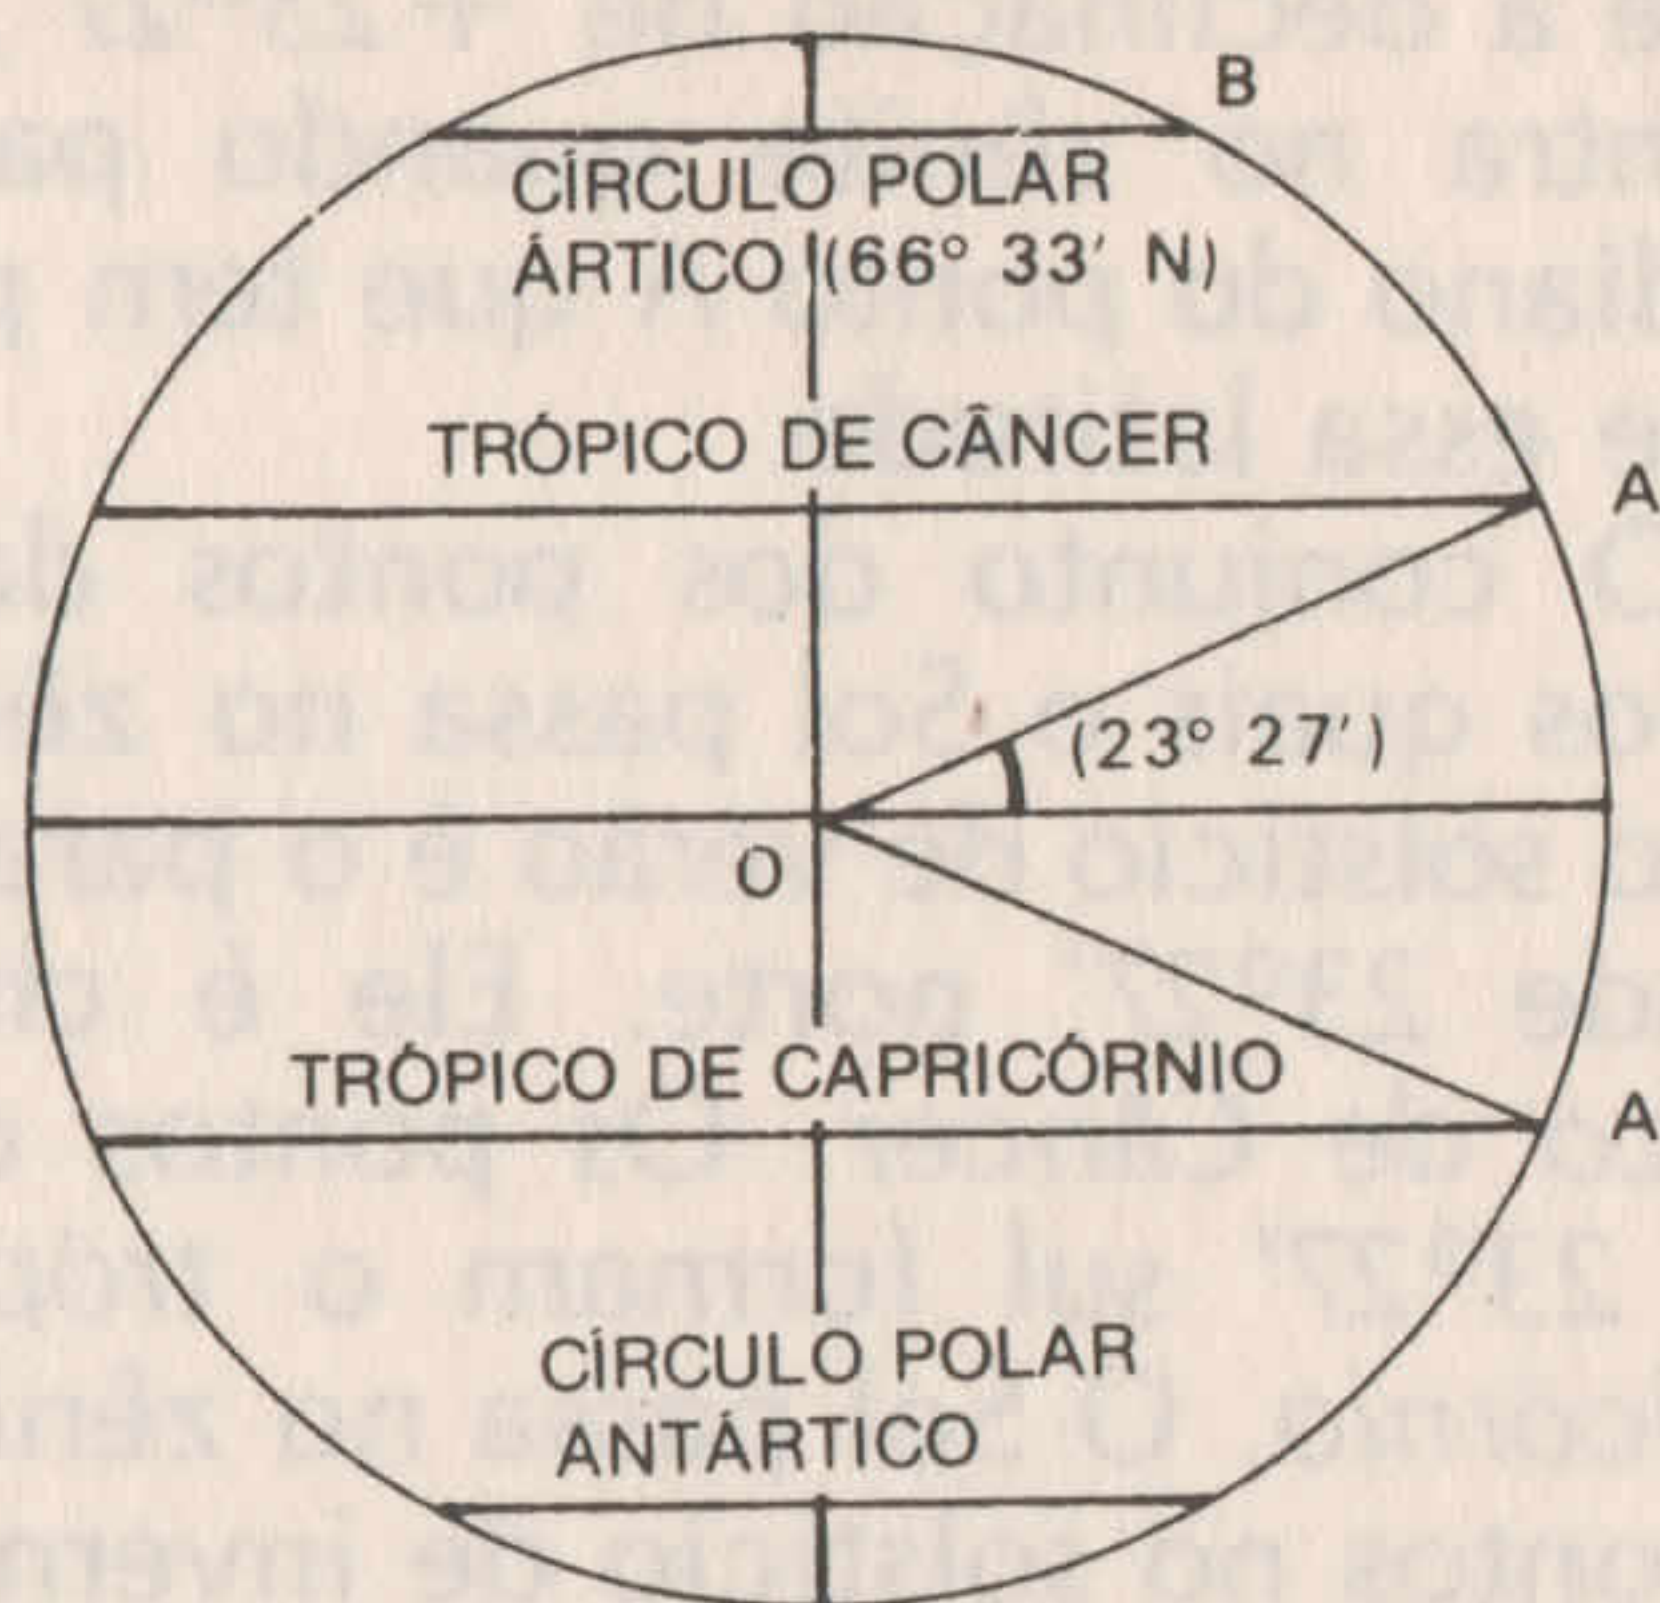 B
CÍRCULO POLAR
ÁRTICO (66° 33′ N)
TRÓPICO DE CÂNCER
A
(23° 27′)
O
TRÓPICO DE CAPRICÓRNIO
A
CÍRCULO POLAR
ANTÁRTICO